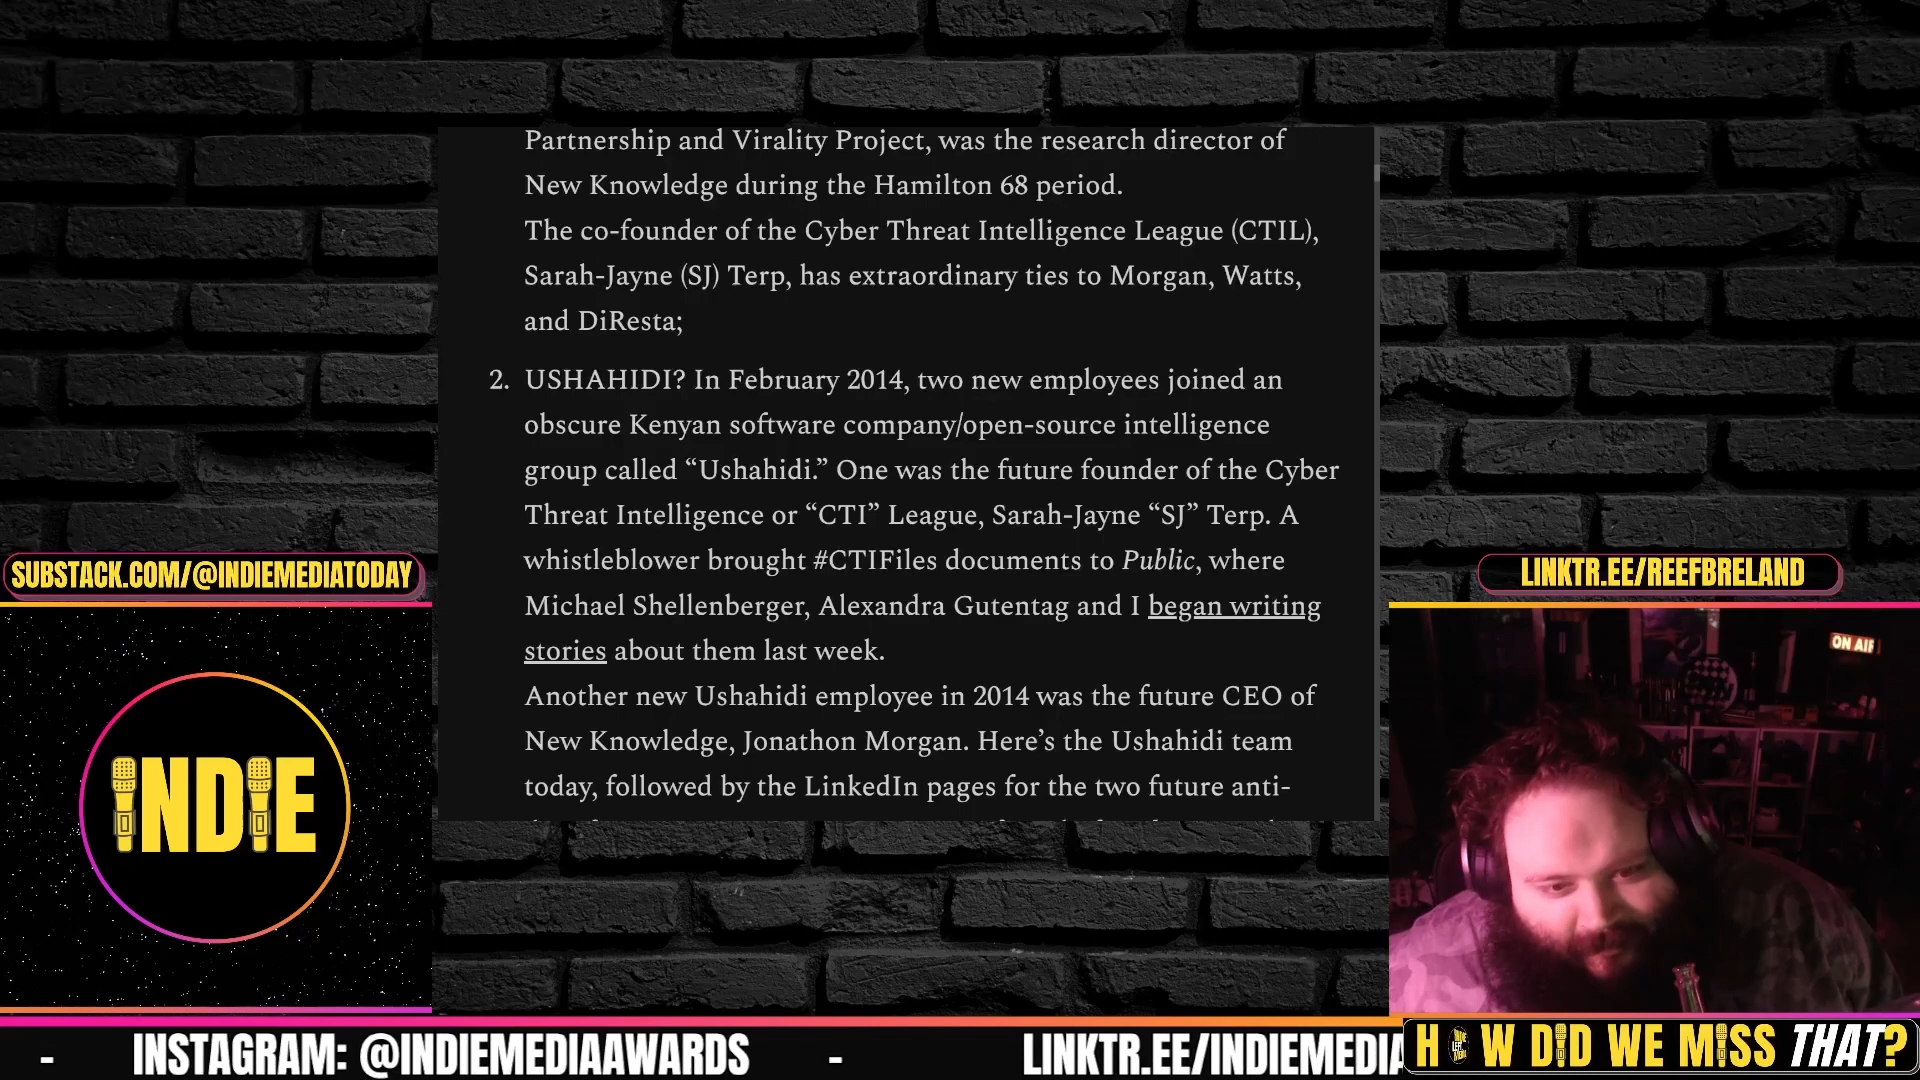 Partnership and Virality Project, was the research director of
New Knowledge during the Hamilton 68 period.
The co-founder of the Cyber Threat Intelligence League (CTIL),
Sarah-Jayne (SJ) Terp, has extraordinary ties to Morgan, Watts,
and DiResta;
2. USHAHIDI? In February 2014, two new employees joined an
obscure Kenyan software company/open-source intelligence
group called “Ushahidi.” One was the future founder of the Cyber
Threat Intelligence or “CTI” League, Sarah-Jayne “SJ” Terp. A
whistleblower brought #CTIFiles documents to Public, where
Michael Shellenberger, Alexandra Gutentag and I began writing
stories about them last week.
Another new Ushahidi employee in 2014 was the future CEO of
New Knowledge, Jonathon Morgan. Here’s the Ushahidi team
today, followed by the LinkedIn pages for the two future anti-
SUBSTACK.COM/@INDIEMEDIATODAY
INDIE
LINKTR.EE/REEFBRELAND
ON AIR
- INSTAGRAM: @INDIEMEDIAAWARDS - LINKTR.EE/INDIEMEDIA
HOW DID WE MISS THAT?